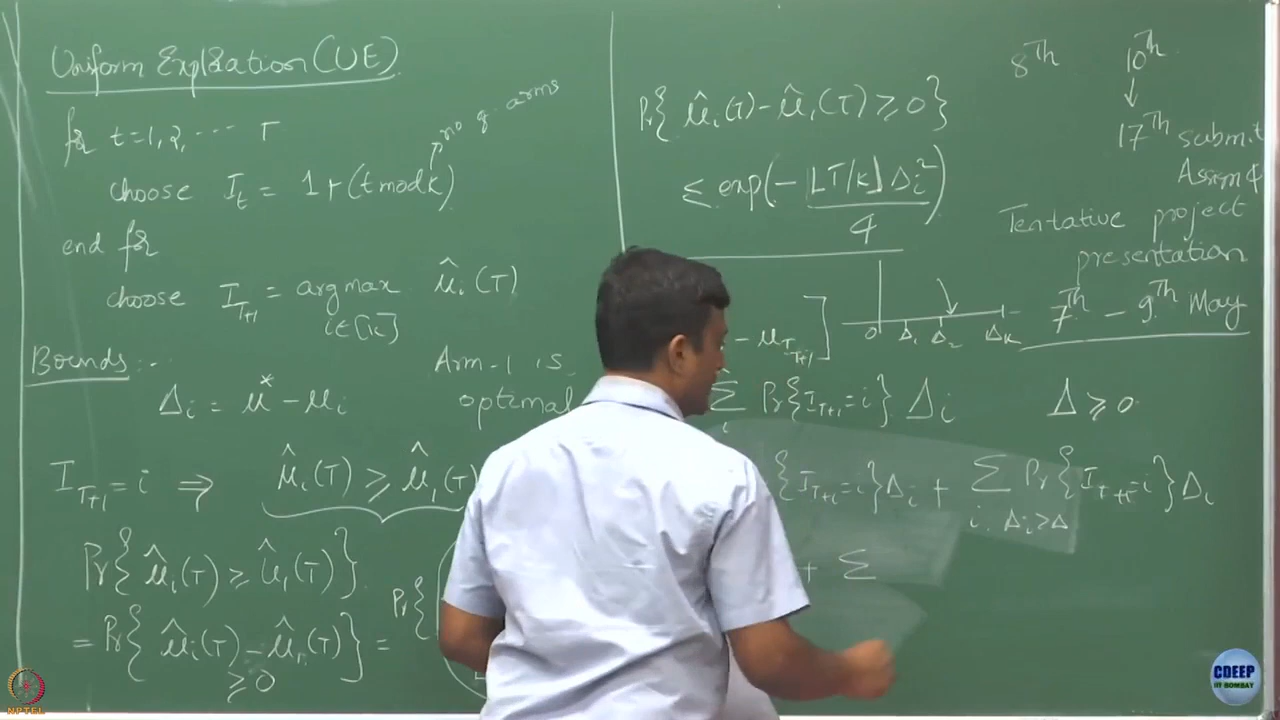 Uniform Exploration (UE)
for t=1,2, ... T
no of arms
choose I_t = 1+(t mod k)
end for
choose I_{T+1} = argmax_{i∈[k]} μ̂_i(T)
Bounds:-
Arm-1 is optimal
Δ_i = μ* - μ_i
I_{T+1} = i ⇒ μ̂_i(T) ≥ μ̂_1(T)
Pr{ μ̂_i(T) ≥ μ̂_1(T) }
= Pr{ μ̂_i(T) - μ̂_1(T) ≥ 0 } = Pr{
Pr{ μ̂_i(T) - μ̂_1(T) ≥ 0 }
≤ exp(- ⌊T/K⌋ Δ_i^2 / 4)
- μ_{I_{T+1}} ]
0 Δ_1 Δ_2 Δ_K
Σ_i Pr{ I_{T+1} = i } Δ_i
Δ ≥ 0
{ I_{T+1} = i } Δ_i + Σ_{i: Δ_i > Δ} Pr{ I_{T+1} = i } Δ_i
+ Σ
8Th 10Th
↓
17Th submit
Assign 4
Tentative project
presentation
7Th - 9Th May
NPTEL
CDEEP
IIT BOMBAY